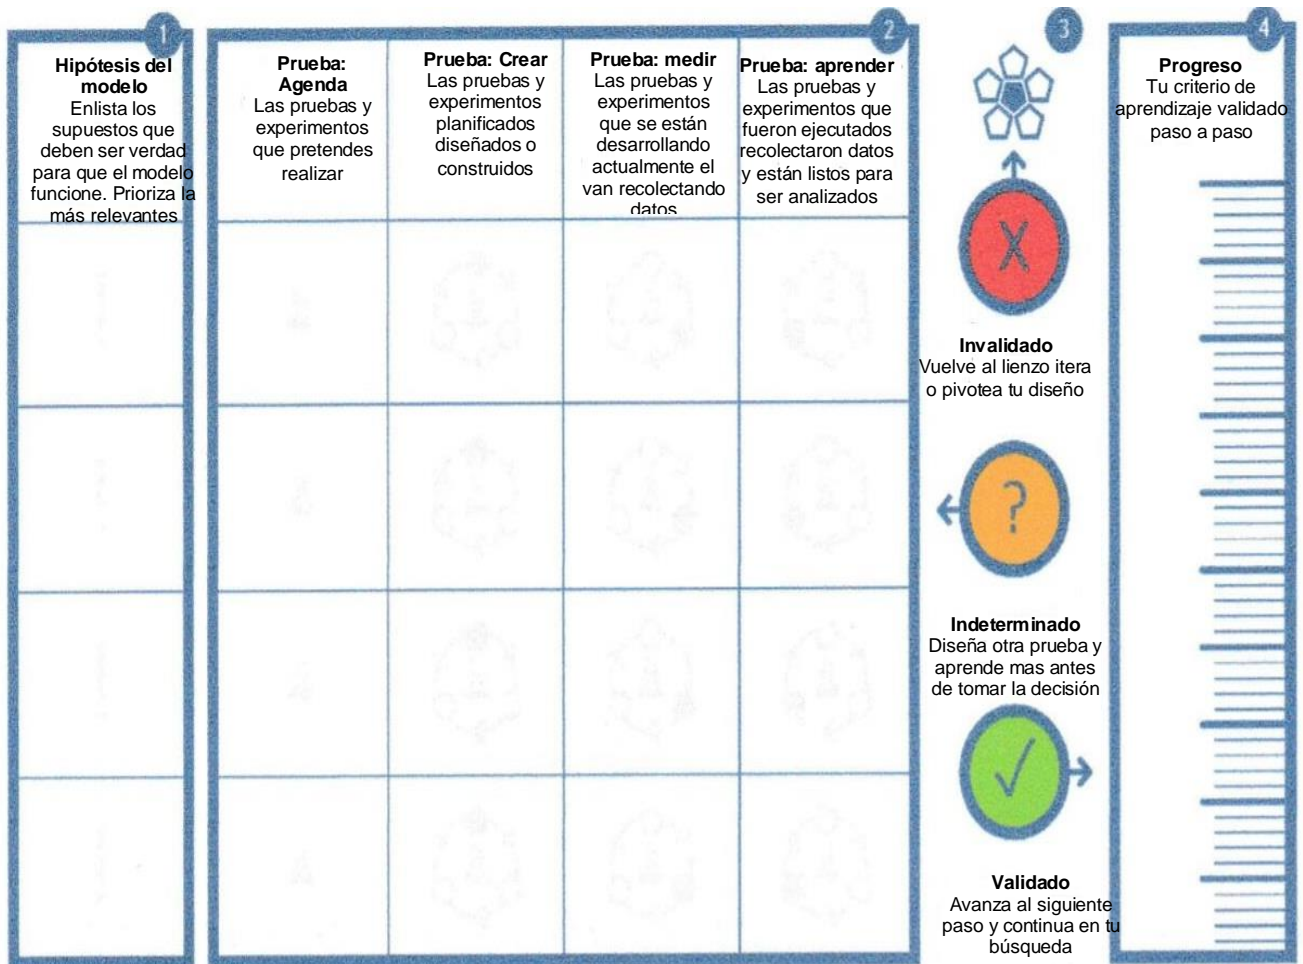 1
Hipótesis del
modelo
Enlista los
supuestos que
deben ser verdad
para que el modelo
funcione. Prioriza la
más relevantes
2
Prueba:
Agenda
Las pruebas y
experimentos
que pretendes
realizar
Prueba: Crear
Las pruebas y
experimentos
planificados
diseñados o
construidos
Prueba: medir
Las pruebas y
experimentos
que se están
desarrollando
actualmente el
van recolectando
datos
Prueba: aprender
Las pruebas y
experimentos que
fueron ejecutados
recolectaron datos
y están listos para
ser analizados
3
X
Invalidado
Vuelve al lienzo itera
o pivotea tu diseño
?
Indeterminado
Diseña otra prueba y
aprende mas antes
de tomar la decisión
Validado
Avanza al siguiente
paso y continua en tu
búsqueda
4
Progreso
Tu criterio de
aprendizaje validado
paso a paso